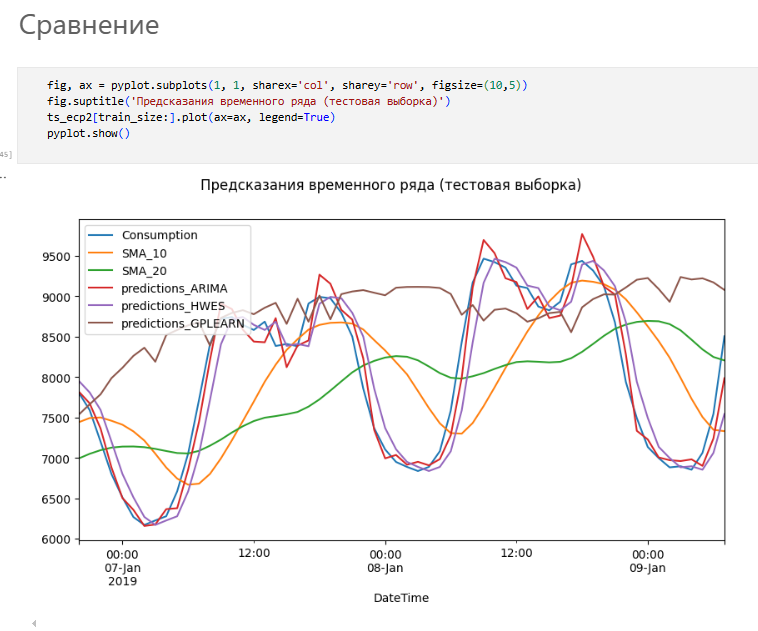 Сравнение
fig, ax = pyplot.subplots(1, 1, sharex='col', sharey='row', figsize=(10,5))
fig.suptitle('Предсказания временного ряда (тестовая выборка)')
ts_ecp2[train_size:].plot(ax=ax, legend=True)
pyplot.show()
45]
Предсказания временного ряда (тестовая выборка)
Consumption
SMA_10
SMA_20
predictions_ARIMA
predictions_HWES
predictions_GPLEARN
9500
9000
8500
8000
7500
7000
6500
6000
00:00 12:00 00:00 12:00 00:00
07-Jan 08-Jan 09-Jan
2019
DateTime